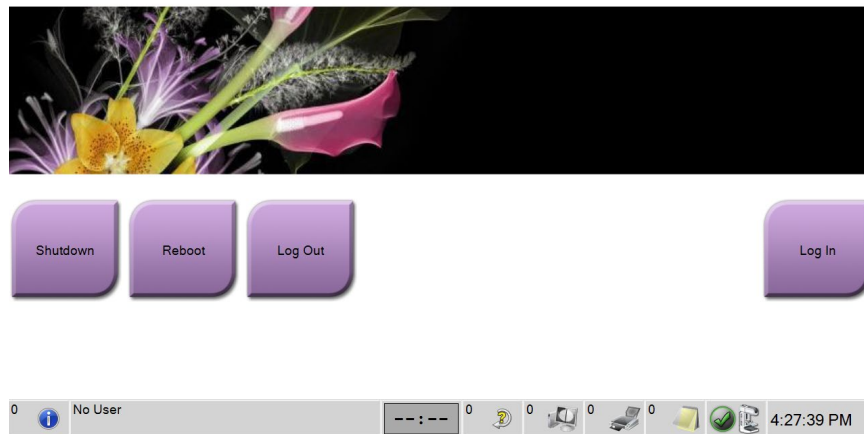 Shutdown
Reboot
Log Out
Log In
0
No User
--:--
0
0
0
0
4:27:39 PM